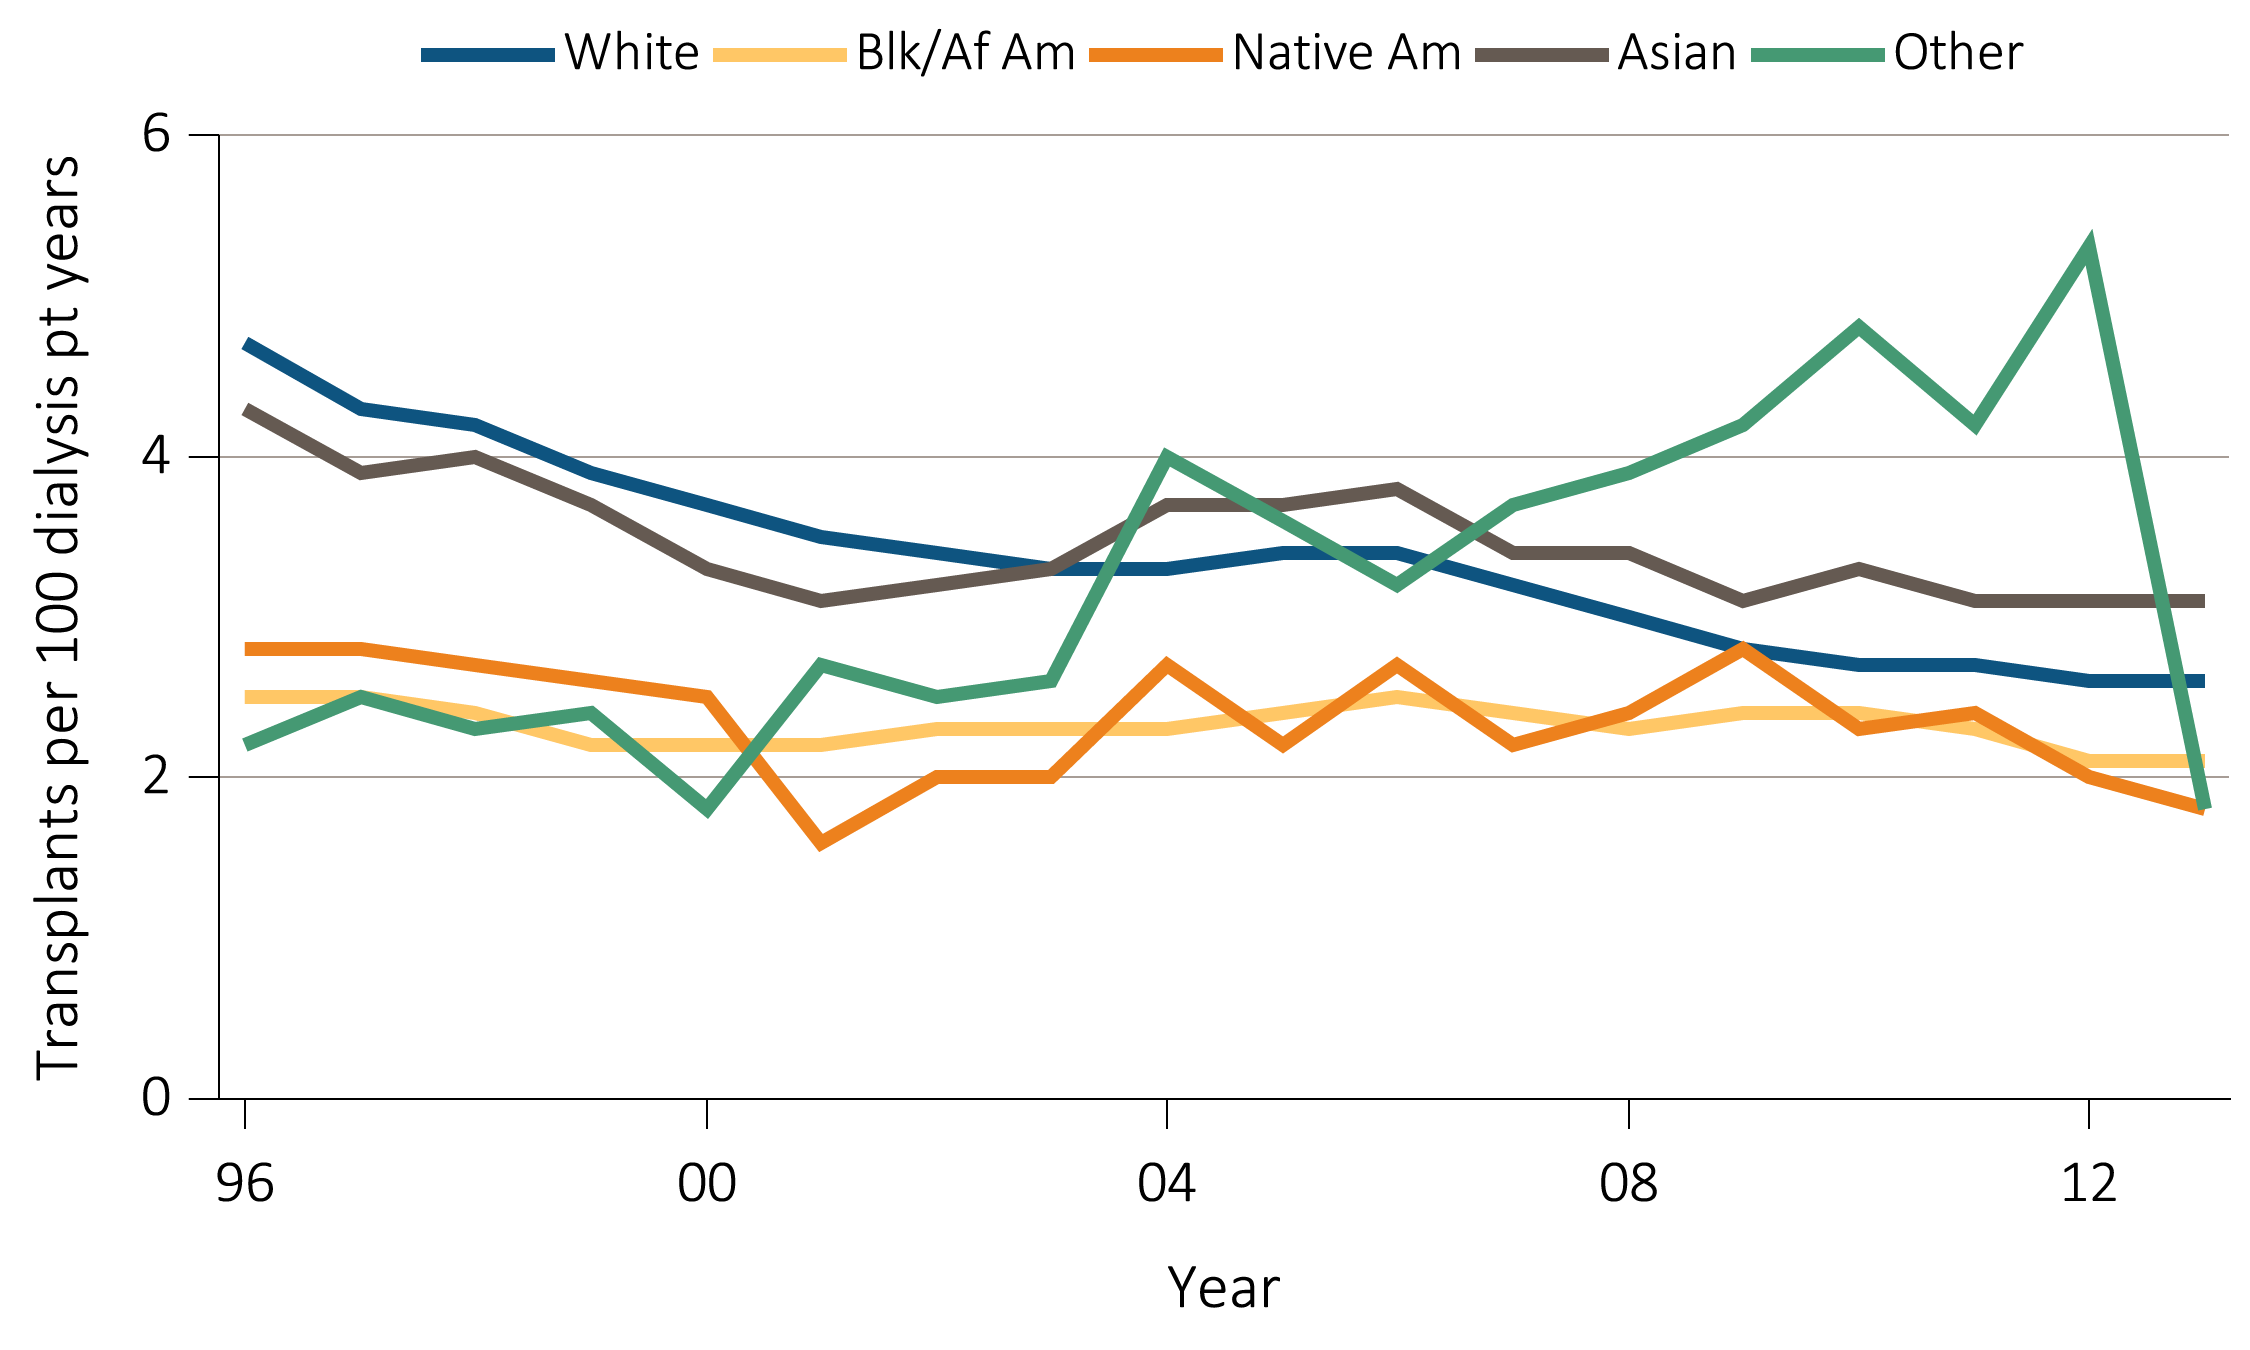 White Blk/Af Am Native Am Asian Other
Transplants per 100 dialysis pt years
6
4
2
0
96 00 04 08 12
Year